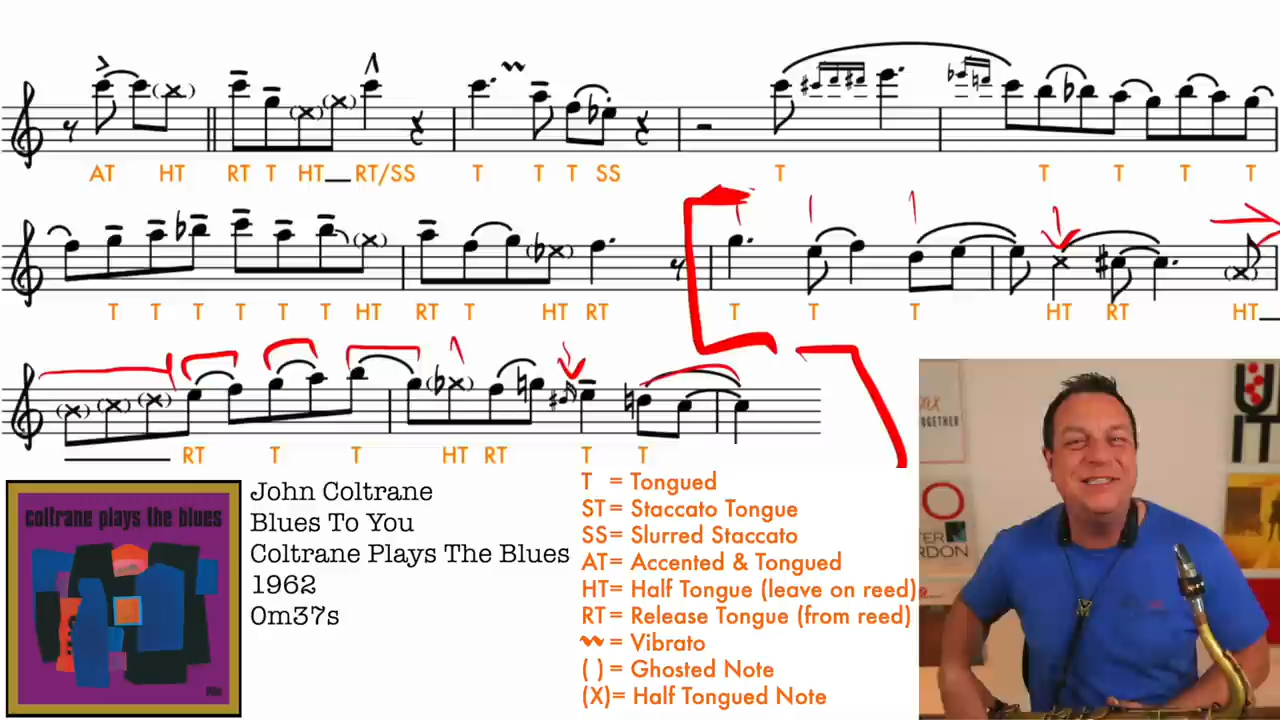 AT HT RT T HT RT/SS T T T SS T T T T T
T T T T T T HT RT T HT RT T T T HT RT HT
RT T T HT RT T T
T = Tongued
ST = Staccato Tongue
SS = Slurred Staccato
AT = Accented & Tongued
HT = Half Tongue (leave on reed)
RT = Release Tongue (from reed)
= Vibrato
( ) = Ghosted Note
(X) = Half Tongued Note
coltrane plays the blues
John Coltrane
Blues To You
Coltrane Plays The Blues
1962
0m37s
OGETHER